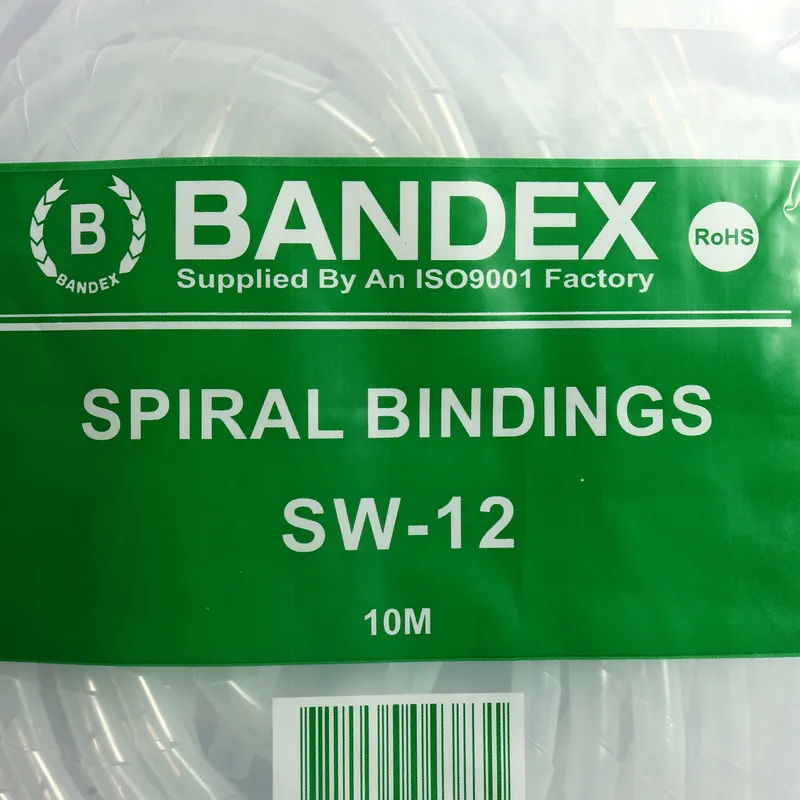 B
BANDEX
BANDEX
Supplied By An ISO9001 Factory
RoHS
SPIRAL BINDINGS
SW-12
10M